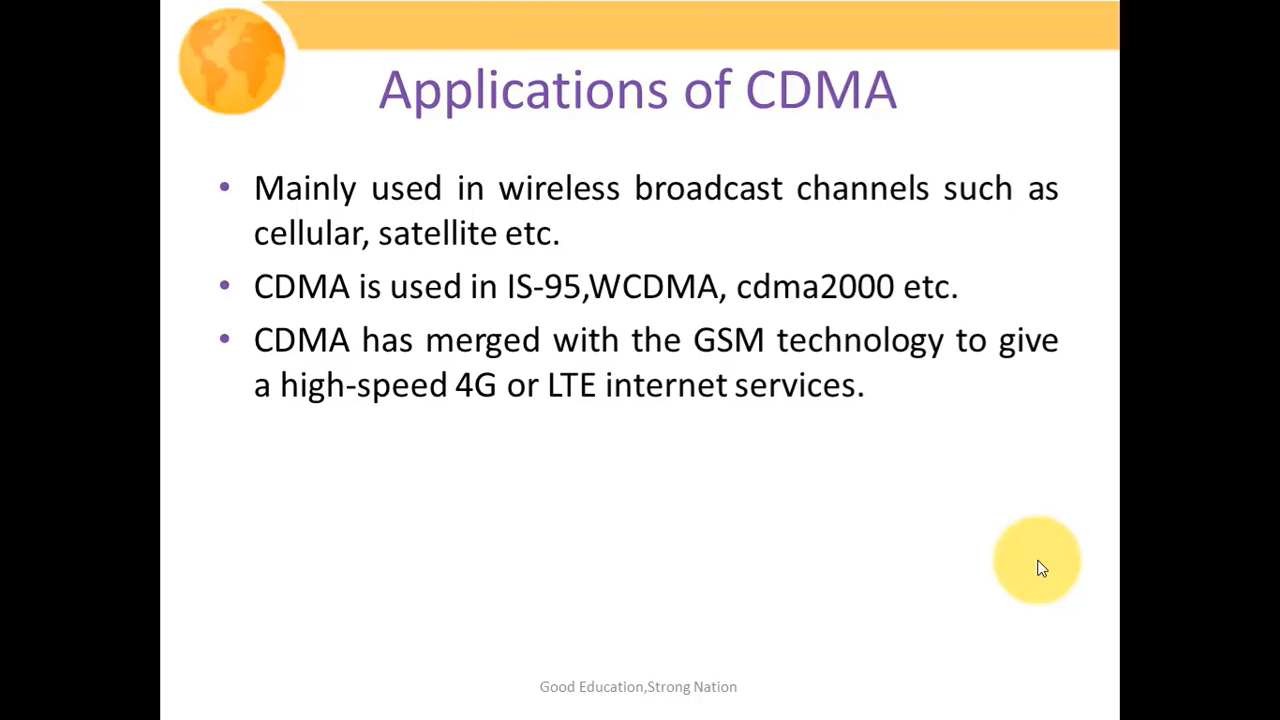 Applications of CDMA
• Mainly used in wireless broadcast channels such as
cellular, satellite etc.
• CDMA is used in IS-95,WCDMA, cdma2000 etc.
• CDMA has merged with the GSM technology to give
a high-speed 4G or LTE internet services.
Good Education,Strong Nation